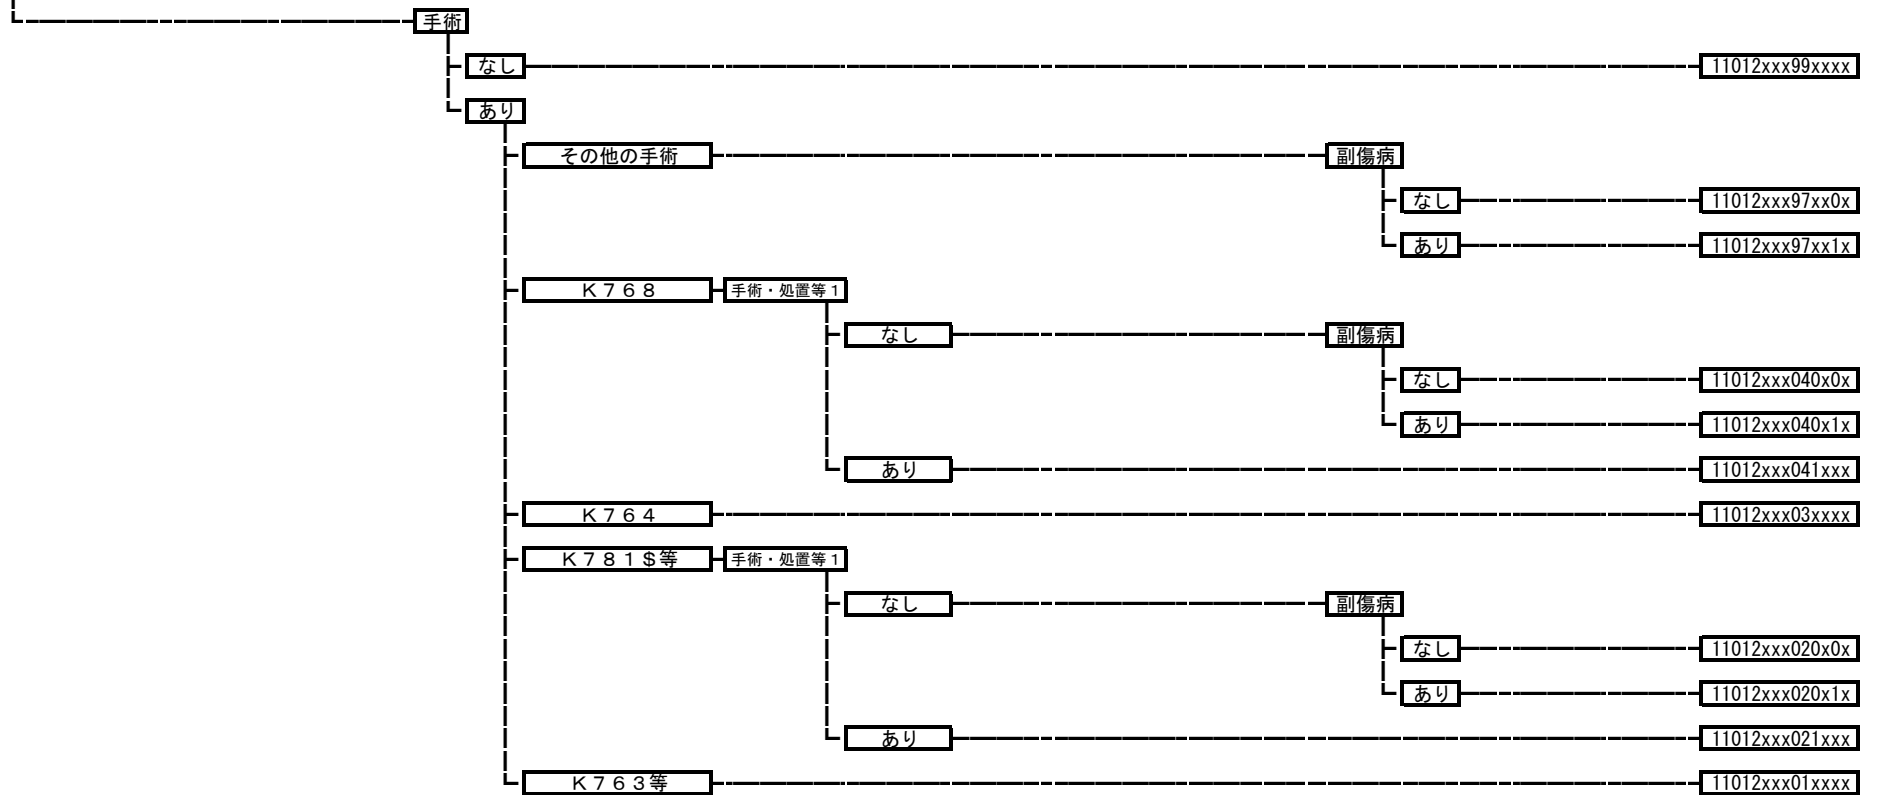 手術
なし
11012xxx99xxxx
あり
その他の手術
副傷病
なし
11012xxx97xx0x
あり
11012xxx97xx1x
Ｋ７６８
手術・処置等１
なし
副傷病
なし
11012xxx040x0x
あり
11012xxx040x1x
あり
11012xxx041xxx
Ｋ７６４
11012xxx03xxxx
Ｋ７８１＄等
手術・処置等１
なし
副傷病
なし
11012xxx020x0x
あり
11012xxx020x1x
あり
11012xxx021xxx
Ｋ７６３等
11012xxx01xxxx